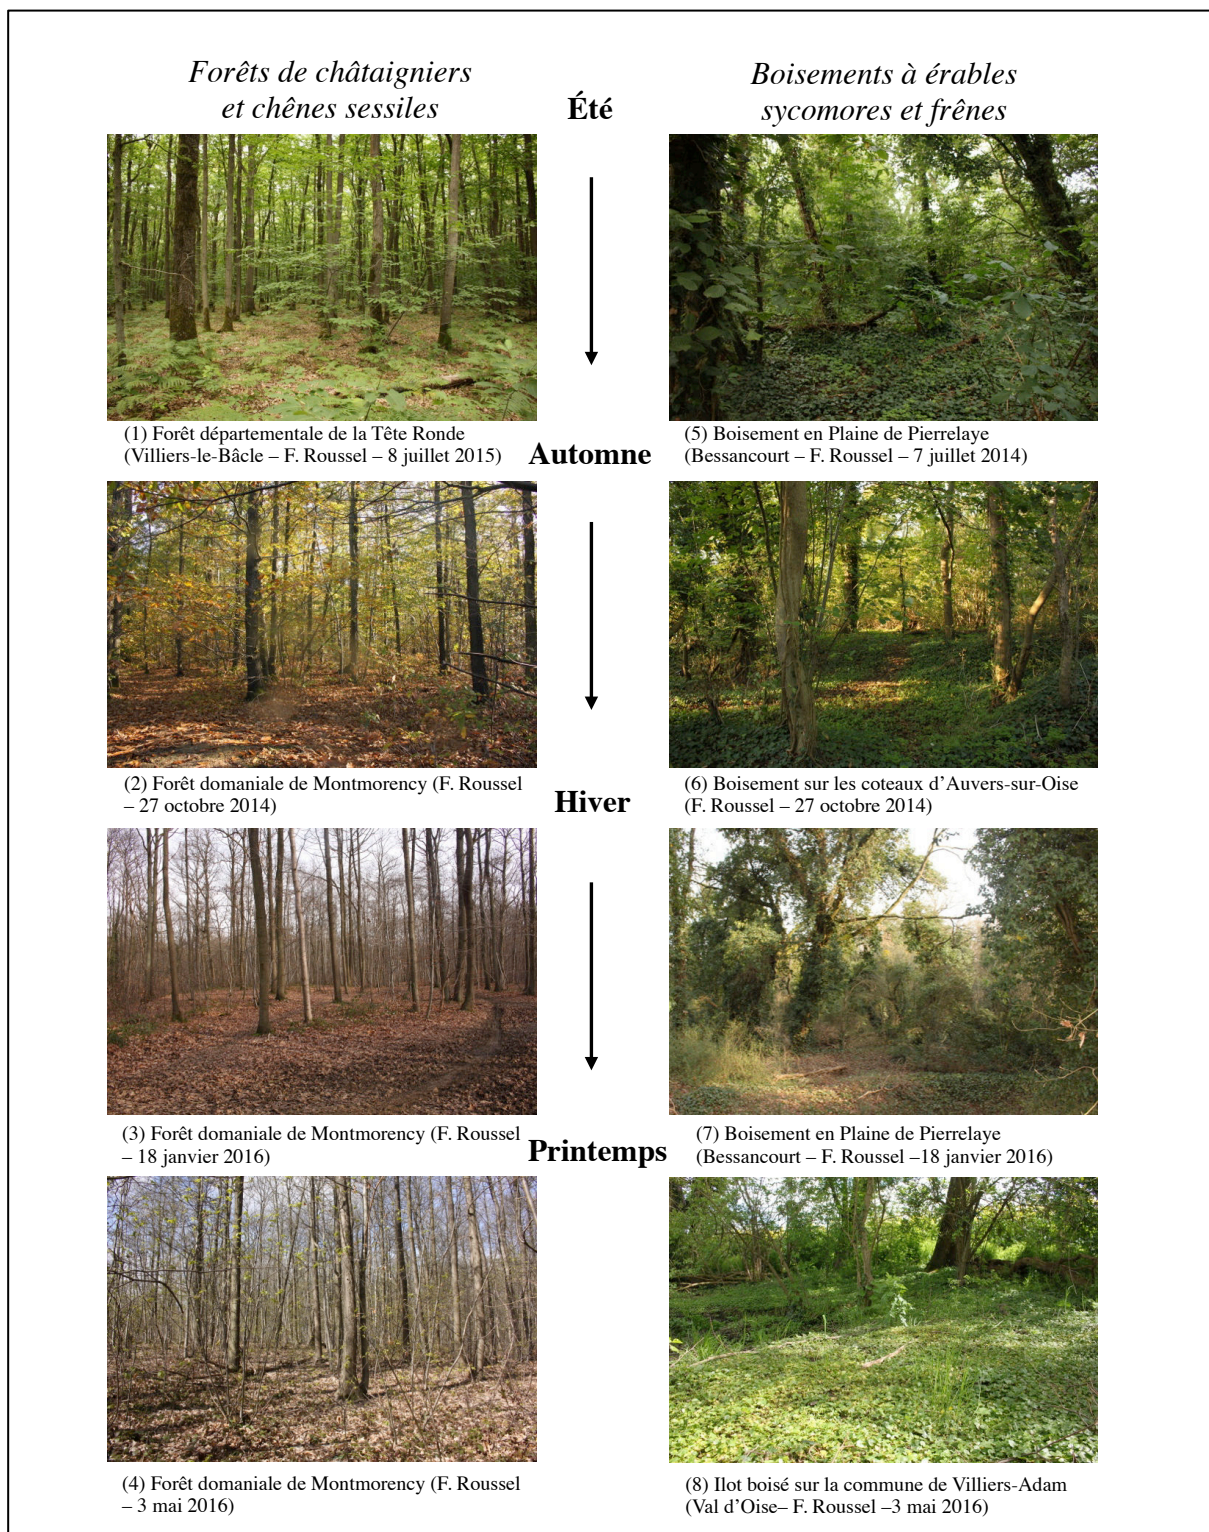 Forêts de châtaigniers
et chênes sessiles
Été
Boisements à érables
sycomores et frênes
(1) Forêt départementale de la Tête Ronde
(Villiers-le-Bâcle – F. Roussel – 8 juillet 2015)
Automne
(5) Boisement en Plaine de Pierrelaye
(Bessancourt – F. Roussel – 7 juillet 2014)
(2) Forêt domaniale de Montmorency (F. Roussel
– 27 octobre 2014)
Hiver
(6) Boisement sur les coteaux d’Auvers-sur-Oise
(F. Roussel – 27 octobre 2014)
(3) Forêt domaniale de Montmorency (F. Roussel
– 18 janvier 2016)
Printemps
(7) Boisement en Plaine de Pierrelaye
(Bessancourt – F. Roussel –18 janvier 2016)
(4) Forêt domaniale de Montmorency (F. Roussel
– 3 mai 2016)
(8) Ilot boisé sur la commune de Villiers-Adam
(Val d’Oise– F. Roussel –3 mai 2016)